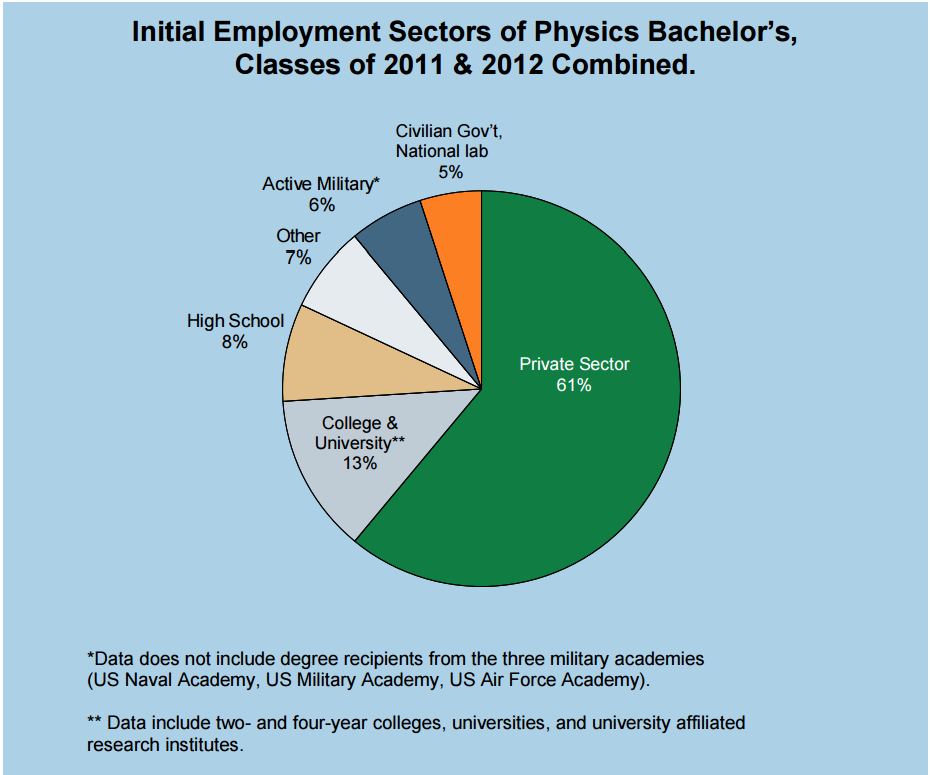 Initial Employment Sectors of Physics Bachelor’s,
Classes of 2011 & 2012 Combined.
Civilian Gov’t,
National lab
5%
Active Military*
6%
Other
7%
High School
8%
Private Sector
61%
College &
University**
13%
*Data does not include degree recipients from the three military academies
(US Naval Academy, US Military Academy, US Air Force Academy).
** Data include two- and four-year colleges, universities, and university affiliated
research institutes.